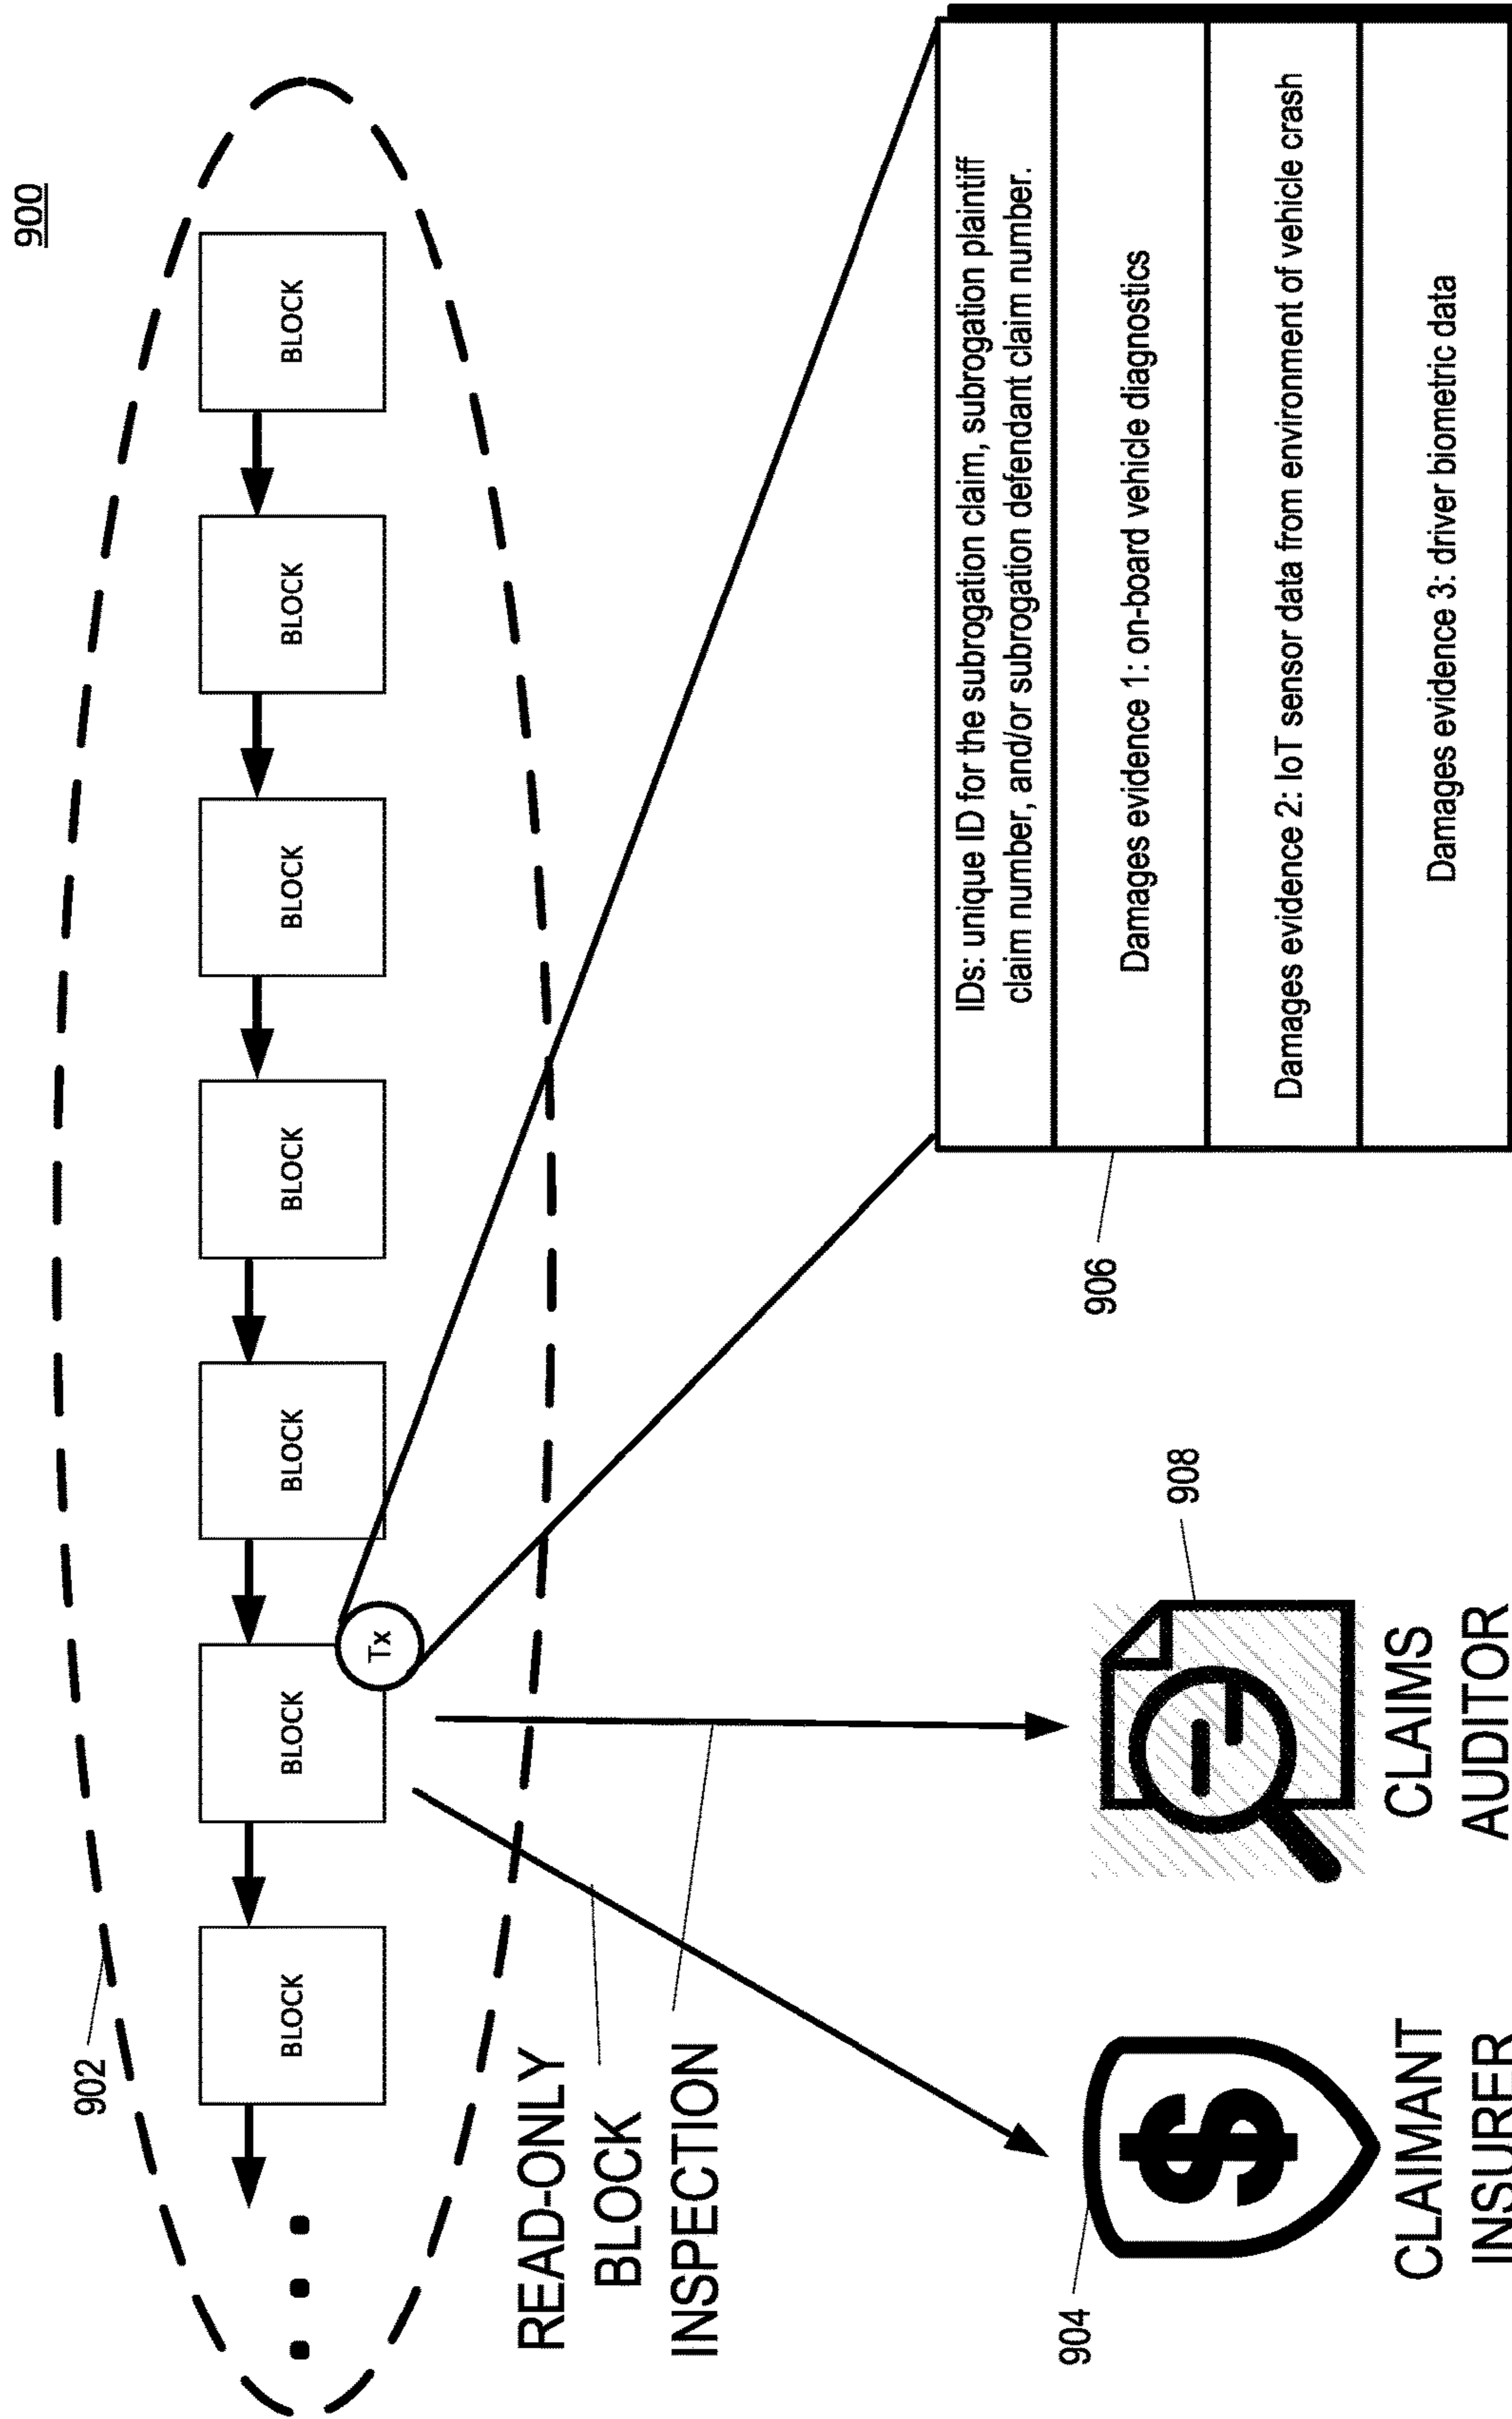 900
902
BLOCK
BLOCK
BLOCK
BLOCK
BLOCK
BLOCK
BLOCK
Tx
READ-ONLY
BLOCK
INSPECTION
904
CLAIMANT
INSURER
908
CLAIMS
AUDITOR
906
IDs: unique ID for the subrogation claim, subrogation plaintiff
claim number, and/or subrogation defendant claim number.
Damages evidence 1: on-board vehicle diagnostics
Damages evidence 2: IoT sensor data from environment of vehicle crash
Damages evidence 3: driver biometric data